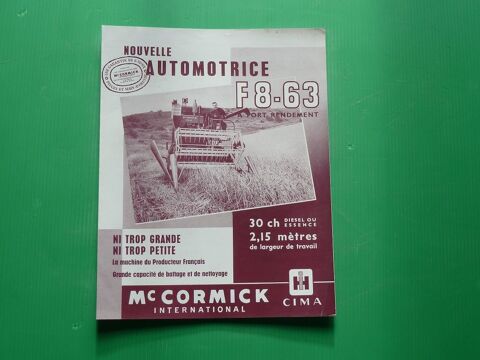 NOUVELLE
AUTOMOTRICE
F8-63
A FORT RENDEMENT
McCORMICK
30 ch DIESEL OU
ESSENCE
2,15 mètres
de largeur de travail
NI TROP GRANDE
NI TROP PETITE
La machine du Producteur Français
Grande capacité de battage et de nettoyage
McCORMICK
INTERNATIONAL
IH
CIMA